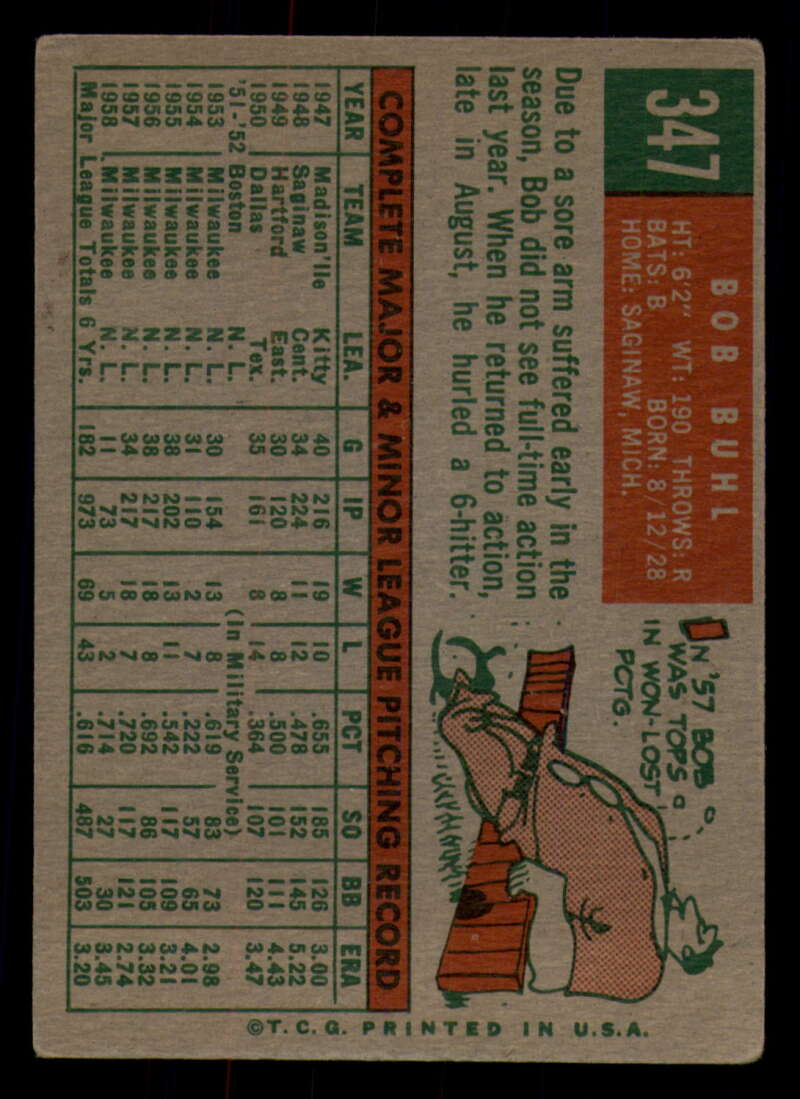 347
BOB BUHL
HT: 6'2" WT: 190 THROWS: R
BATS: B BORN: 8/12/28
HOME: SAGINAW, MICH.
Due to a sore arm suffered early in the
season, Bob did not see full-time action
last year. When he returned to action,
late in August, he hurled a 6-hitter.
IN '57 BOB
WAS TOPS
IN WON-LOST
PCTG.
COMPLETE MAJOR & MINOR LEAGUE PITCHING RECORD
YEAR TEAM LEA. G IP W L PCT SO BB ERA
1947 Madison'lle Kitty 40 216 19 10 .655 185 126 3.00
1948 Saginaw Cent. 34 224 11 12 .478 152 145 5.22
1949 Hartford East. 30 120 8 8 .500 101 111 4.43
1950 Dallas Tex. 35 161 8 14 .364 107 120 3.47
'51-'52 Boston N. L. (In Military Service)
1953 Milwaukee N. L. 30 154 13 8 .619 83 73 2.98
1954 Milwaukee N. L. 31 110 2 7 .222 57 65 4.01
1955 Milwaukee N. L. 38 202 13 11 .542 117 109 3.21
1956 Milwaukee N. L. 38 217 18 8 .692 86 105 3.32
1957 Milwaukee N. L. 34 217 18 7 .720 117 121 2.74
1958 Milwaukee N. L. 11 73 5 2 .714 27 30 3.45
Major League Totals 6 Yrs. 182 973 69 43 .616 487 503 3.20
©T.C.G. PRINTED IN U.S.A.